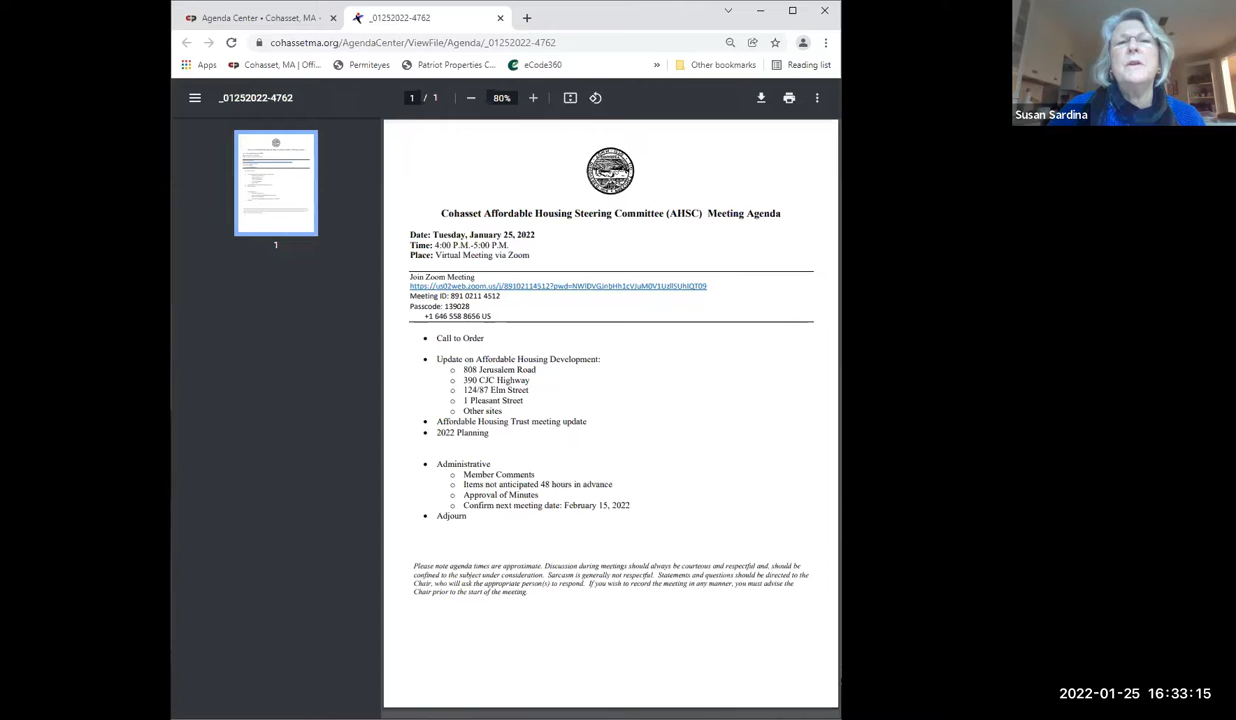 Agenda Center • Cohasset, MA
_01252022-4762
cohassetma.org/AgendaCenter/ViewFile/Agenda/_01252022-4762
Apps
Cohasset, MA | Offi...
Permiteyes
Patriot Properties C...
eCode360
»
Other bookmarks
Reading list
_01252022-4762
1 / 1
80%
1
Cohasset Affordable Housing Steering Committee (AHSC) Meeting Agenda
Date: Tuesday, January 25, 2022
Time: 4:00 P.M.-5:00 P.M.
Place: Virtual Meeting via Zoom
Join Zoom Meeting
Meeting ID: 891 0211 4512
Passcode: 139028
+1 646 558 8656 US
• Call to Order
• Update on Affordable Housing Development:
o 808 Jerusalem Road
o 390 CJC Highway
o 124/87 Elm Street
o 1 Pleasant Street
o Other sites
• Affordable Housing Trust meeting update
• 2022 Planning
• Administrative
o Member Comments
o Items not anticipated 48 hours in advance
o Approval of Minutes
o Confirm next meeting date: February 15, 2022
• Adjourn
Please note agenda times are approximate. Discussion during meetings should always be courteous and respectful and, should be
confined to the subject under consideration. Sarcasm is generally not respectful. Statements and questions should be directed to the
Chair, who will ask the appropriate person(s) to respond. If you wish to record the meeting in any manner, you must advise the
Chair prior to the start of the meeting.
Susan Sardina
2022-01-25 16:33:15